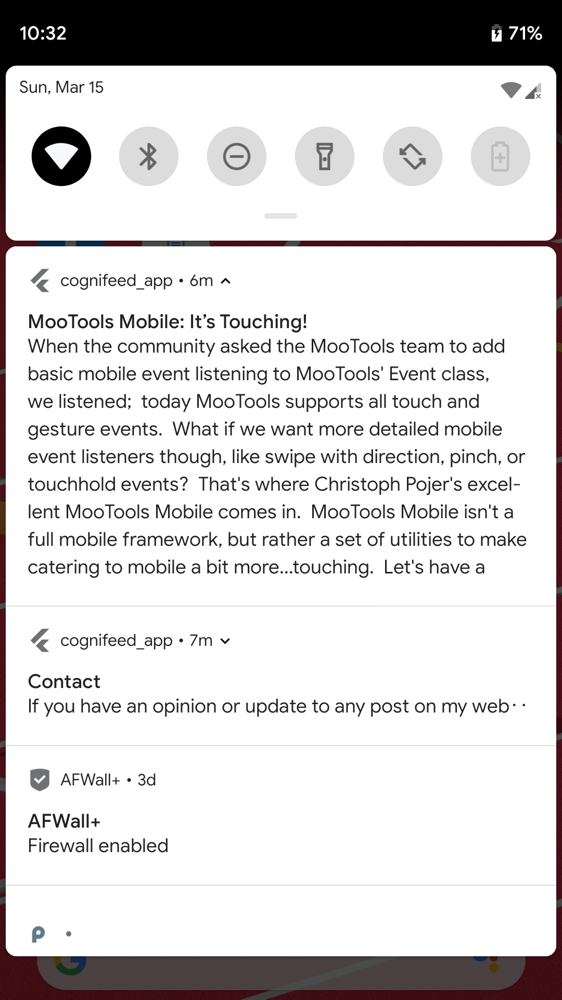 10:32
71%
Sun, Mar 15
cognifeed_app • 6m
MooTools Mobile: It’s Touching!
When the community asked the MooTools team to add
basic mobile event listening to MooTools' Event class,
we listened;  today MooTools supports all touch and
gesture events.  What if we want more detailed mobile
event listeners though, like swipe with direction, pinch, or
touchhold events?  That's where Christoph Pojer's excel-
lent MooTools Mobile comes in.  MooTools Mobile isn't a
full mobile framework, but rather a set of utilities to make
catering to mobile a bit more...touching.  Let's have a
cognifeed_app • 7m
Contact
If you have an opinion or update to any post on my web··
AFWall+ • 3d
AFWall+
Firewall enabled